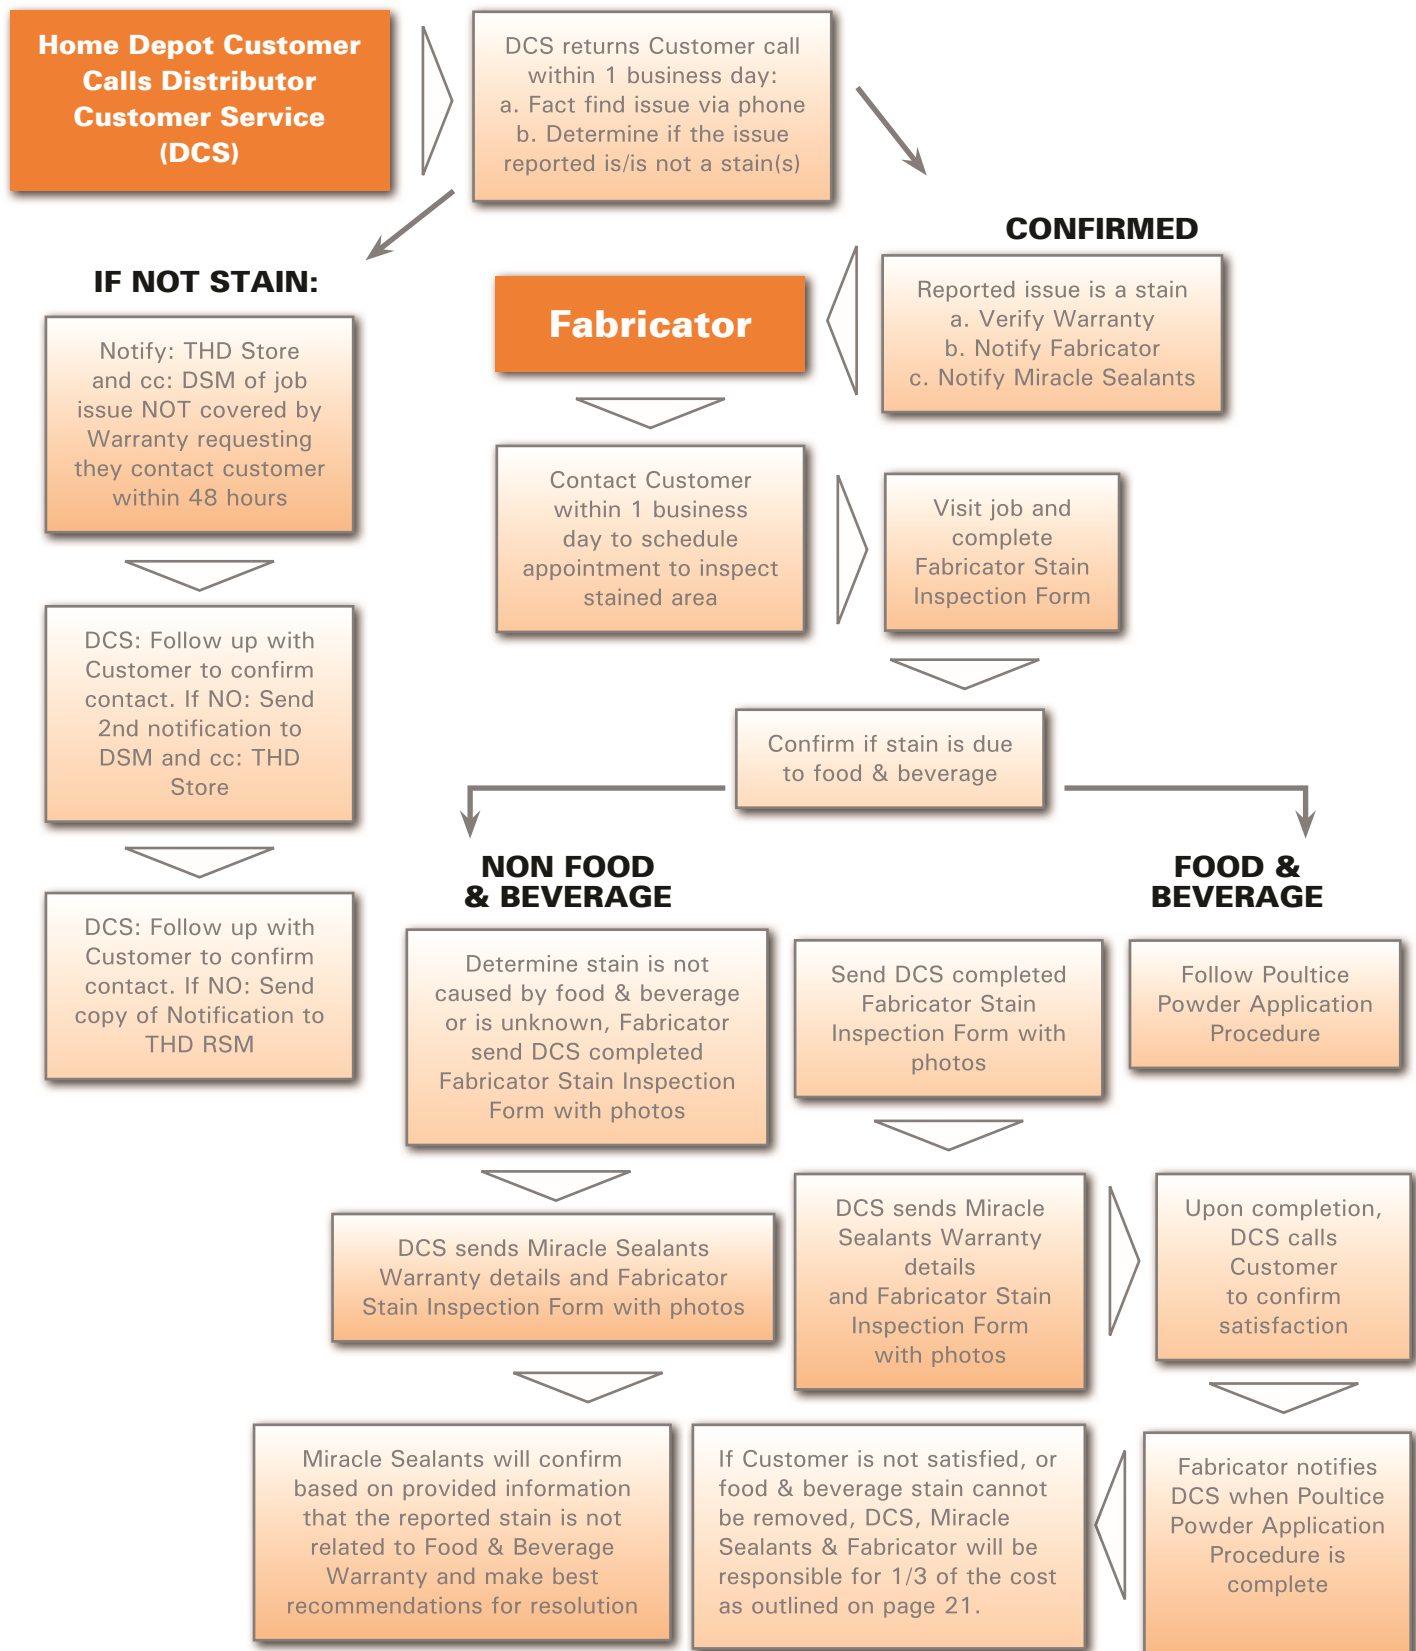 Home Depot Customer
Calls Distributor
Customer Service
(DCS)
DCS returns Customer call
within 1 business day:
a. Fact find issue via phone
b. Determine if the issue
reported is/is not a stain(s)
IF NOT STAIN:
Notify: THD Store
and cc: DSM of job
issue NOT covered by
Warranty requesting
they contact customer
within 48 hours
DCS: Follow up with
Customer to confirm
contact. If NO: Send
2nd notification to
DSM and cc: THD
Store
DCS: Follow up with
Customer to confirm
contact. If NO: Send
copy of Notification to
THD RSM
CONFIRMED
Reported issue is a stain
a. Verify Warranty
b. Notify Fabricator
c. Notify Miracle Sealants
Fabricator
Contact Customer
within 1 business
day to schedule
appointment to inspect
stained area
Visit job and
complete
Fabricator Stain
Inspection Form
Confirm if stain is due
to food & beverage
NON FOOD
& BEVERAGE
Determine stain is not
caused by food & beverage
or is unknown, Fabricator
send DCS completed
Fabricator Stain Inspection
Form with photos
DCS sends Miracle Sealants
Warranty details and Fabricator
Stain Inspection Form with photos
Miracle Sealants will confirm
based on provided information
that the reported stain is not
related to Food & Beverage
Warranty and make best
recommendations for resolution
FOOD &
BEVERAGE
Send DCS completed
Fabricator Stain
Inspection Form with
photos
Follow Poultice
Powder Application
Procedure
DCS sends Miracle
Sealants Warranty
details
and Fabricator Stain
Inspection Form
with photos
Upon completion,
DCS calls
Customer
to confirm
satisfaction
Fabricator notifies
DCS when Poultice
Powder Application
Procedure is
complete
If Customer is not satisfied, or
food & beverage stain cannot
be removed, DCS, Miracle
Sealants & Fabricator will be
responsible for 1/3 of the cost
as outlined on page 21.